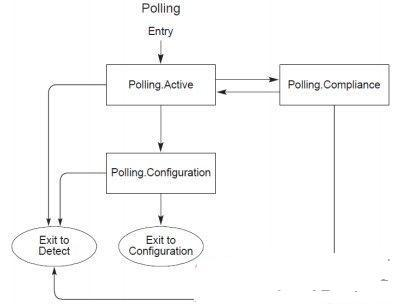 Polling
Entry
Polling.Active
Polling.Compliance
Polling.Configuration
Exit to
Detect
Exit to
Configuration